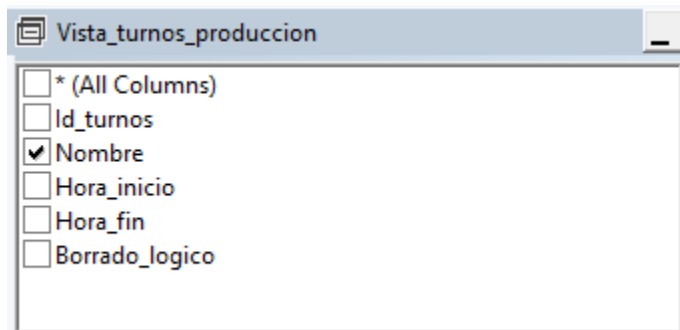 Vista_turnos_produccion
* (All Columns)
Id_turnos
Nombre
Hora_inicio
Hora_fin
Borrado_logico